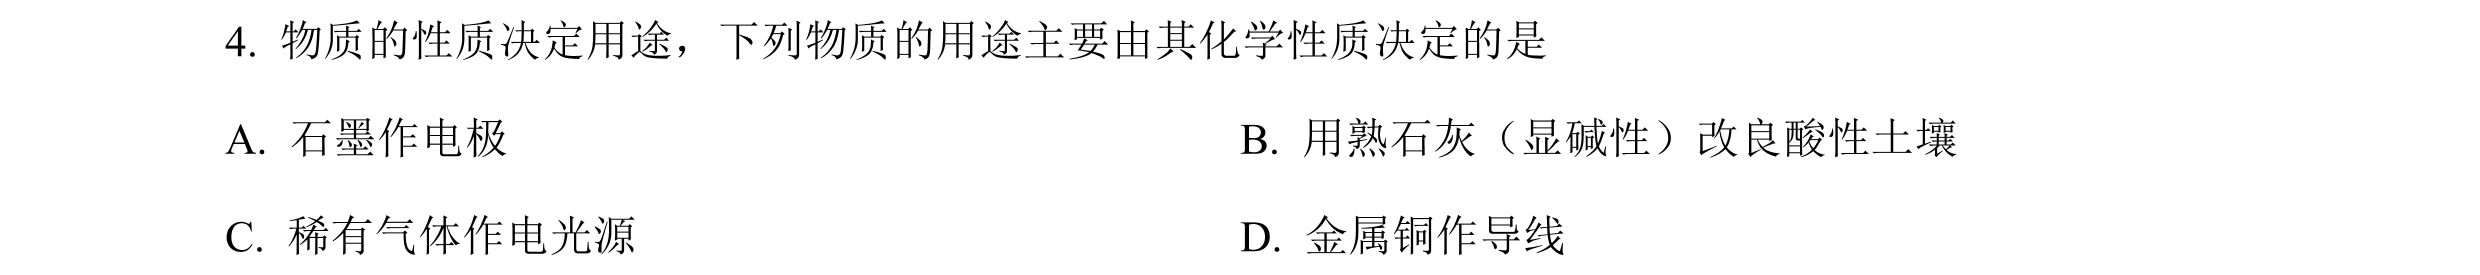 4. 物质的性质决定用途，下列物质的用途主要由其化学性质决定的是
A. 石墨作电极 B. 用熟石灰（显碱性）改良酸性土壤
C. 稀有气体作电光源 D. 金属铜作导线